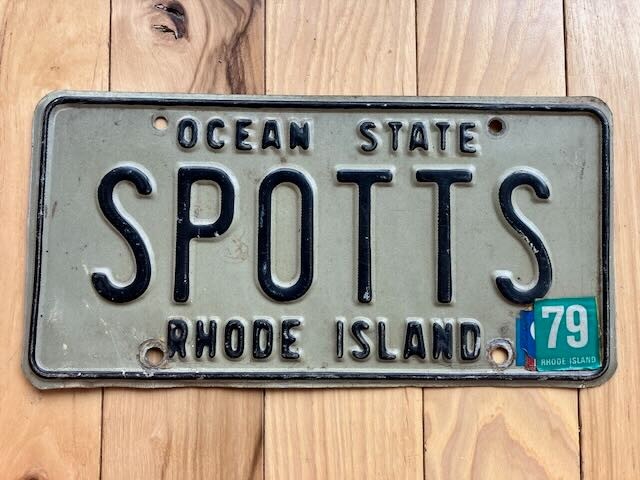 OCEAN STATE
SPOTTS
RHODE ISLAND
79
RHODE ISLAND